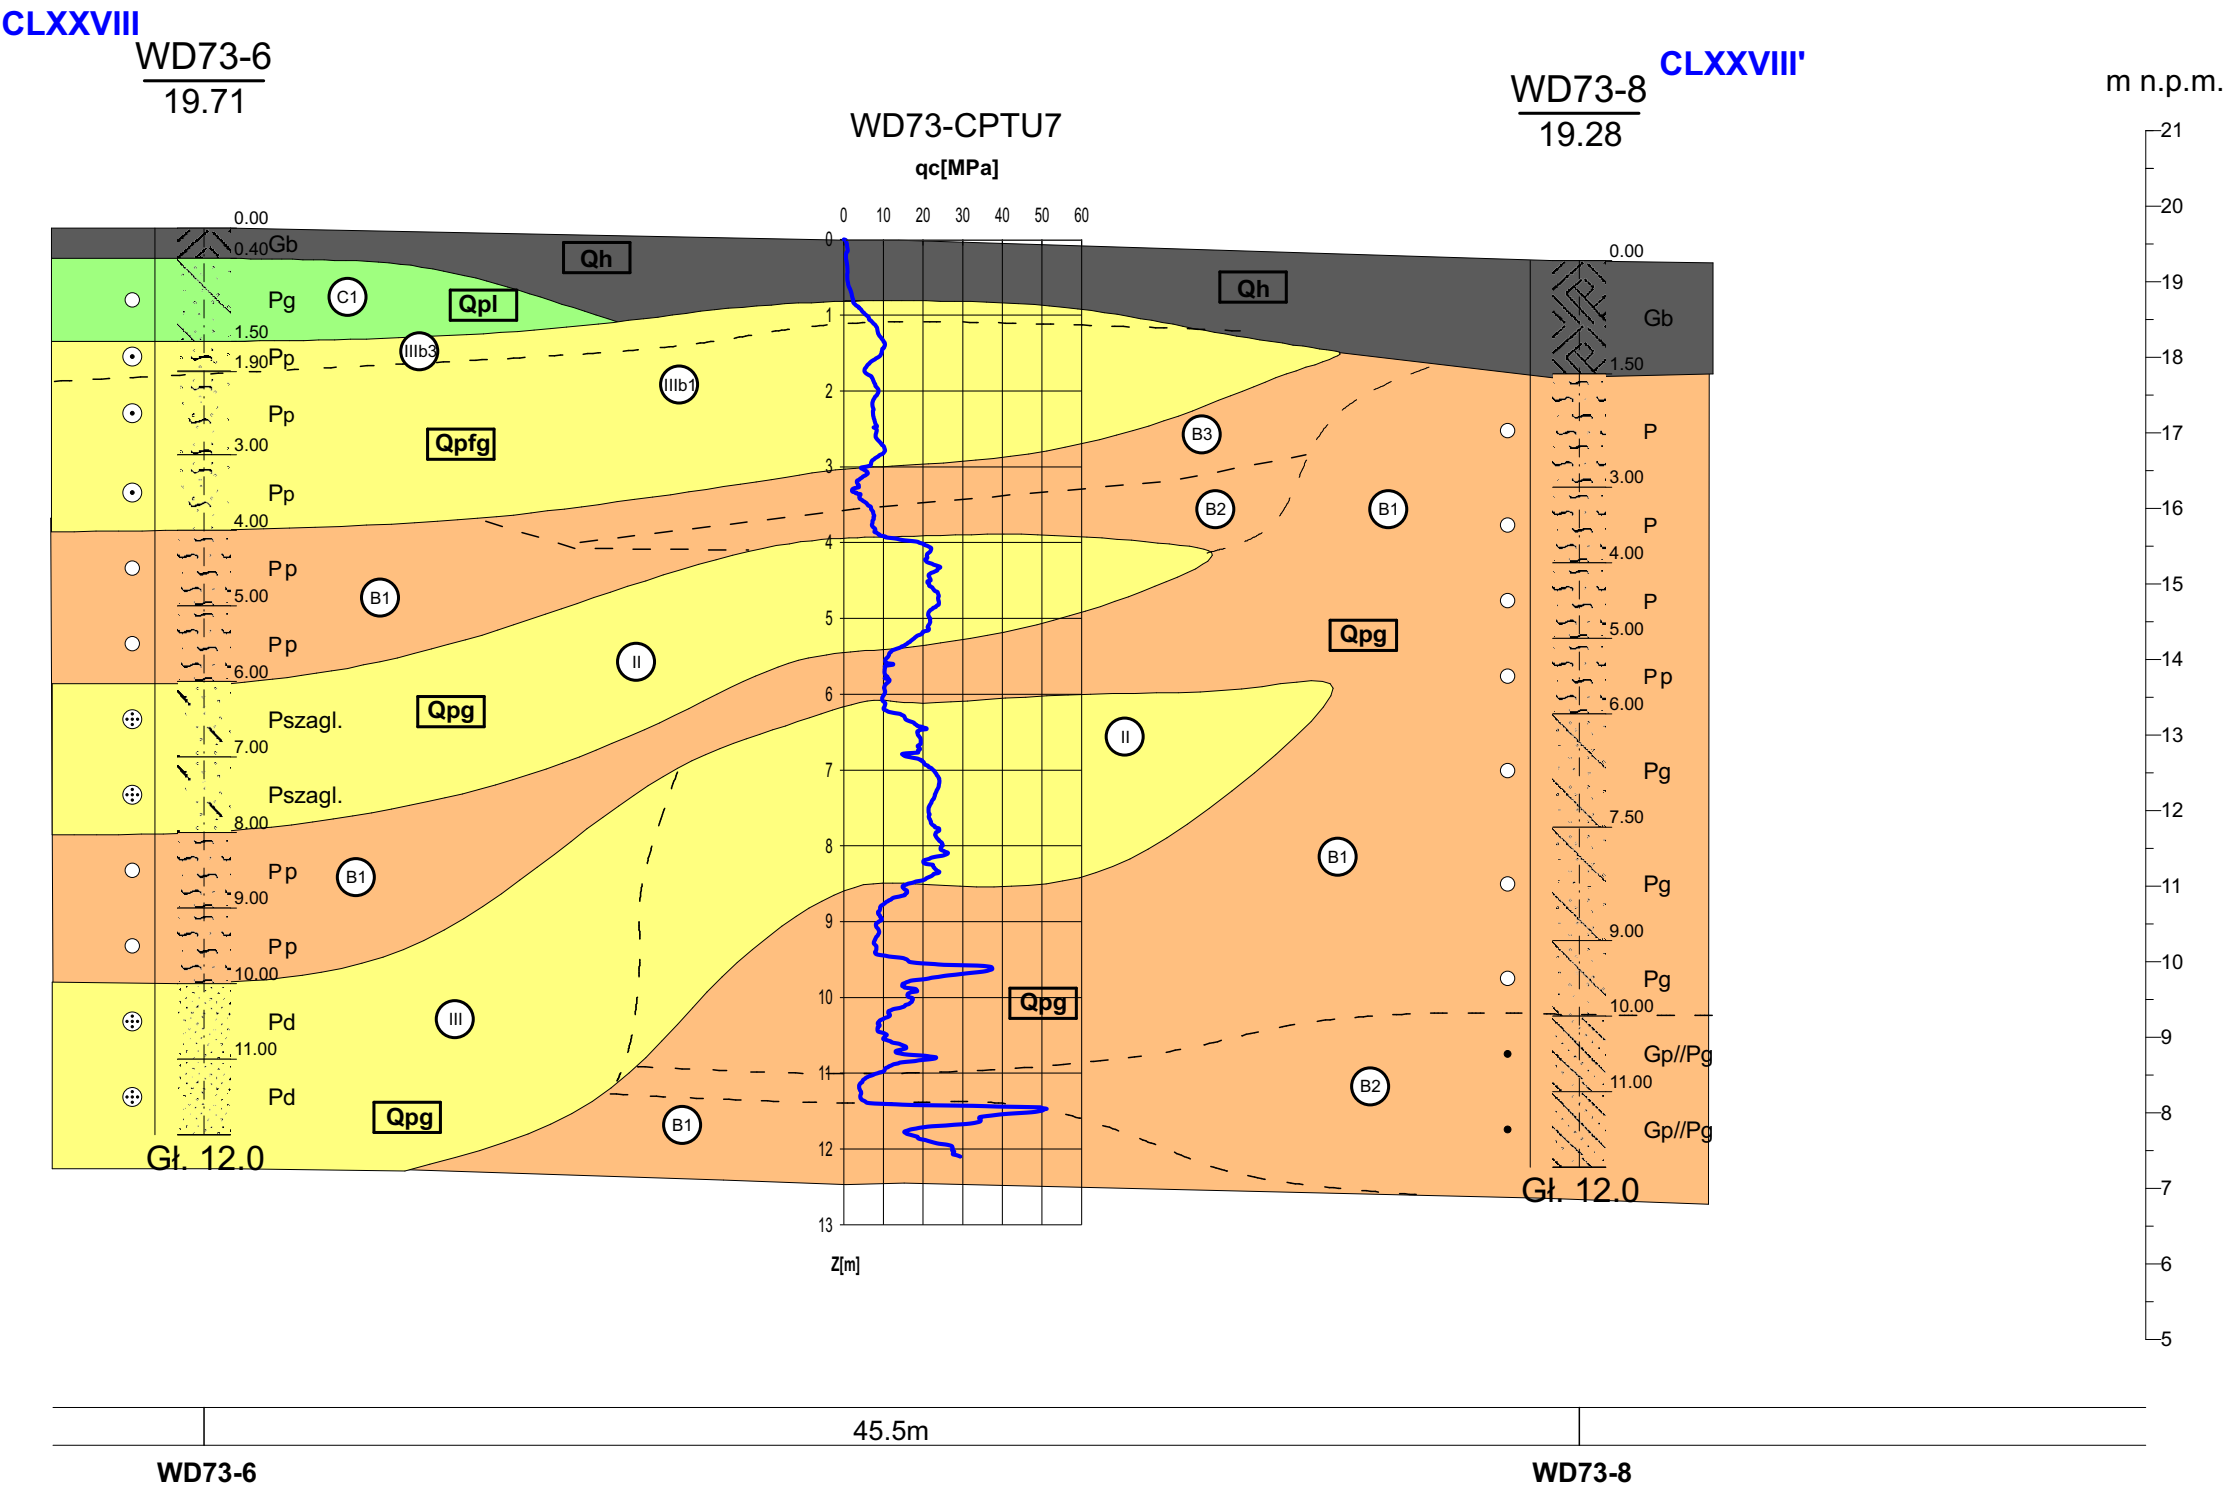 CLXXVIII
WD73-6
19.71
CLXXVIII'
WD73-8
19.28
m n.p.m.
WD73-CPTU7
qc[MPa]
0 10 20 30 40 50 60
0
1
2
3
4
5
6
7
8
9
10
11
12
13
Z[m]
0.00
0.40
Gb
Pg
1.50
Pp
1.90
Pp
3.00
Pp
4.00
Pp
5.00
Pp
6.00
Pszagl.
7.00
Pszagl.
8.00
Pp
9.00
Pp
10.00
Pd
11.00
Pd
Gł. 12.0
C1
Qpl
Qh
IIIb3
IIIb1
Qpfg
B1
II
Qpg
B1
III
Qpg
B1
Qh
B3
B2
B1
Qpg
II
B1
Qpg
B2
0.00
Gb
1.50
P
3.00
P
4.00
P
5.00
Pp
6.00
Pg
7.50
Pg
9.00
Pg
10.00
Gp//Pg
11.00
Gp//Pg
Gł. 12.0
21
20
19
18
17
16
15
14
13
12
11
10
9
8
7
6
5
45.5m
WD73-6
WD73-8